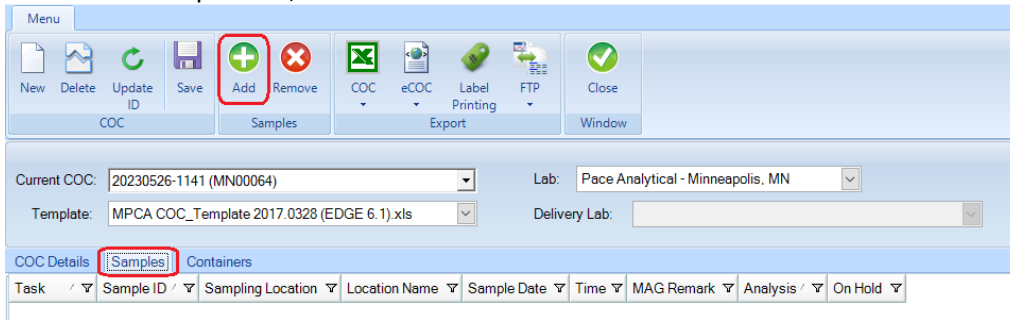 Menu
New Delete Update ID Save Add Remove COC eCOC Label Printing FTP Close
COC Samples Export Window
Current COC: 20230526-1141 (MN00064) Lab: Pace Analytical - Minneapolis, MN
Template: MPCA COC_Template 2017.0328 (EDGE 6.1).xls Delivery Lab:
COC Details Samples Containers
Task Sample ID Sampling Location Location Name Sample Date Time MAG Remark Analysis On Hold